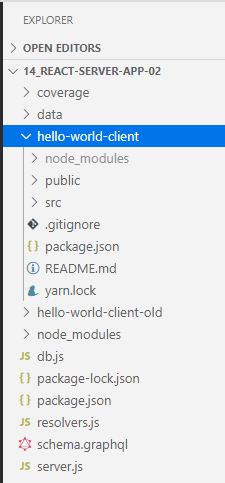 EXPLORER
OPEN EDITORS
14_REACT-SERVER-APP-02
coverage
data
hello-world-client
node_modules
public
src
.gitignore
{ } package.json
README.md
yarn.lock
hello-world-client-old
node_modules
JS db.js
{ } package-lock.json
{ } package.json
JS resolvers.js
schema.graphql
JS server.js